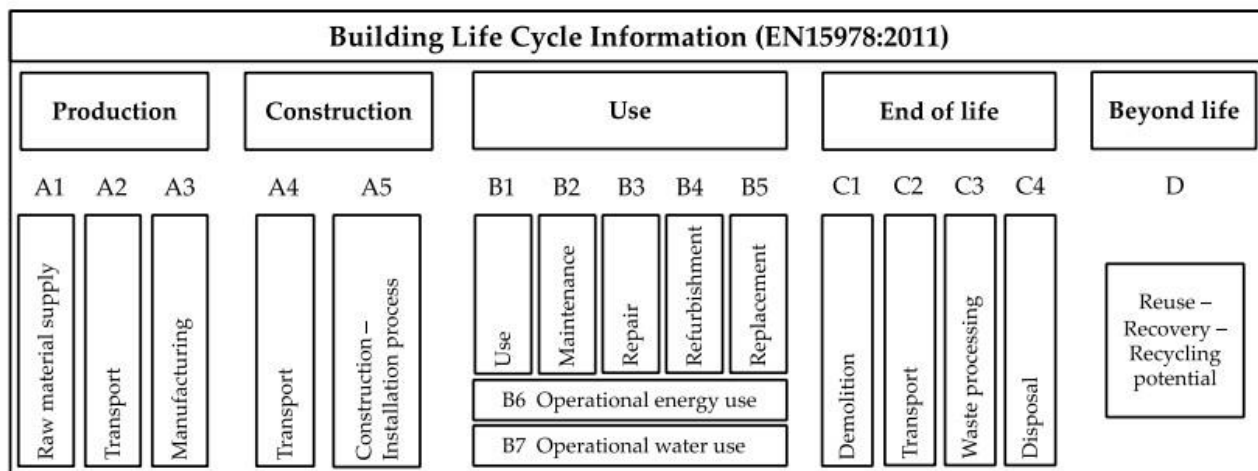 Building Life Cycle Information (EN15978:2011)
Production
Construction
Use
End of life
Beyond life
A1
A2
A3
A4
A5
B1
B2
B3
B4
B5
C1
C2
C3
C4
D
Raw material supply
Transport
Manufacturing
Transport
Construction –
Installation process
Use
Maintenance
Repair
Refurbishment
Replacement
B6 Operational energy use
B7 Operational water use
Demolition
Transport
Waste processing
Disposal
Reuse –
Recovery –
Recycling
potential